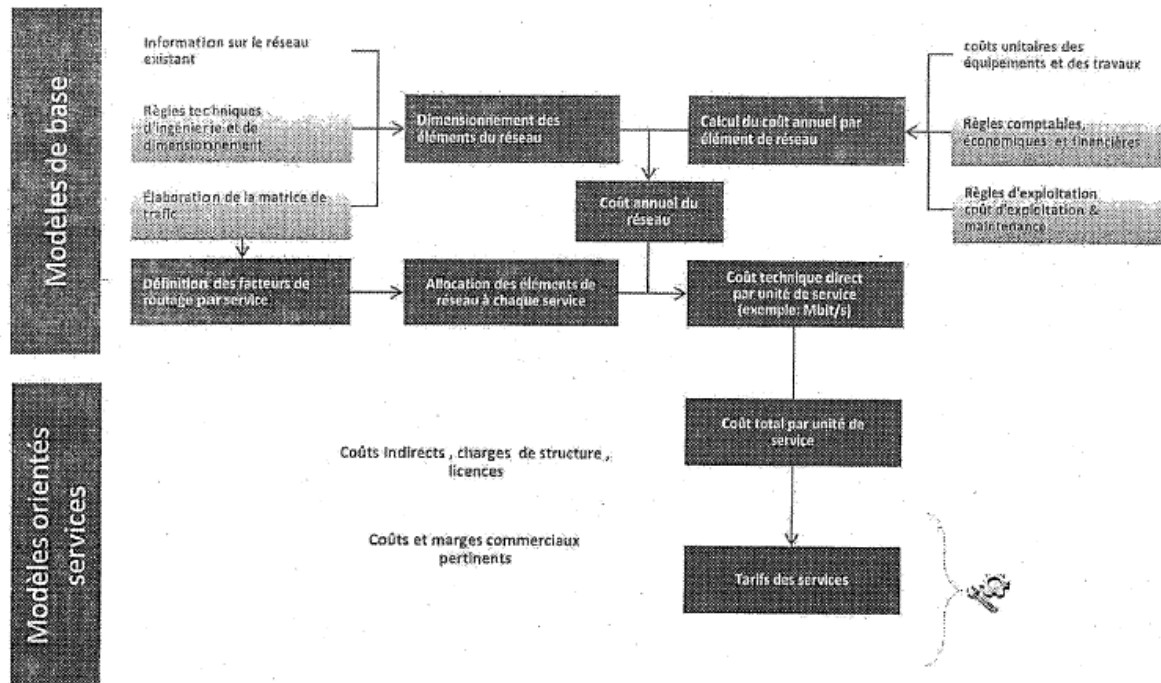 Modèles de base
Information sur le réseau
existant
Règles techniques
d'ingénierie et de
dimensionnement
Élaboration de la matrice de
trafic
Dimensionnement des
éléments du réseau
Calcul du coût annuel par
élément de réseau
coûts unitaires des
équipements et des travaux
Règles comptables,
économiques et financières
Règles d'exploitation
coût d'exploitation &
maintenance
Coût annuel du
réseau
Définition des facteurs de
routage par service
Allocation des éléments de
réseau à chaque service
Coût technique direct
par unité de service
(exemple: Mbit/s)
Modèles orientés
services
Coût total par unité de
service
Coûts Indirects , charges de structure ,
licences
Coûts et marges commerciaux
pertinents
Tarifs des services